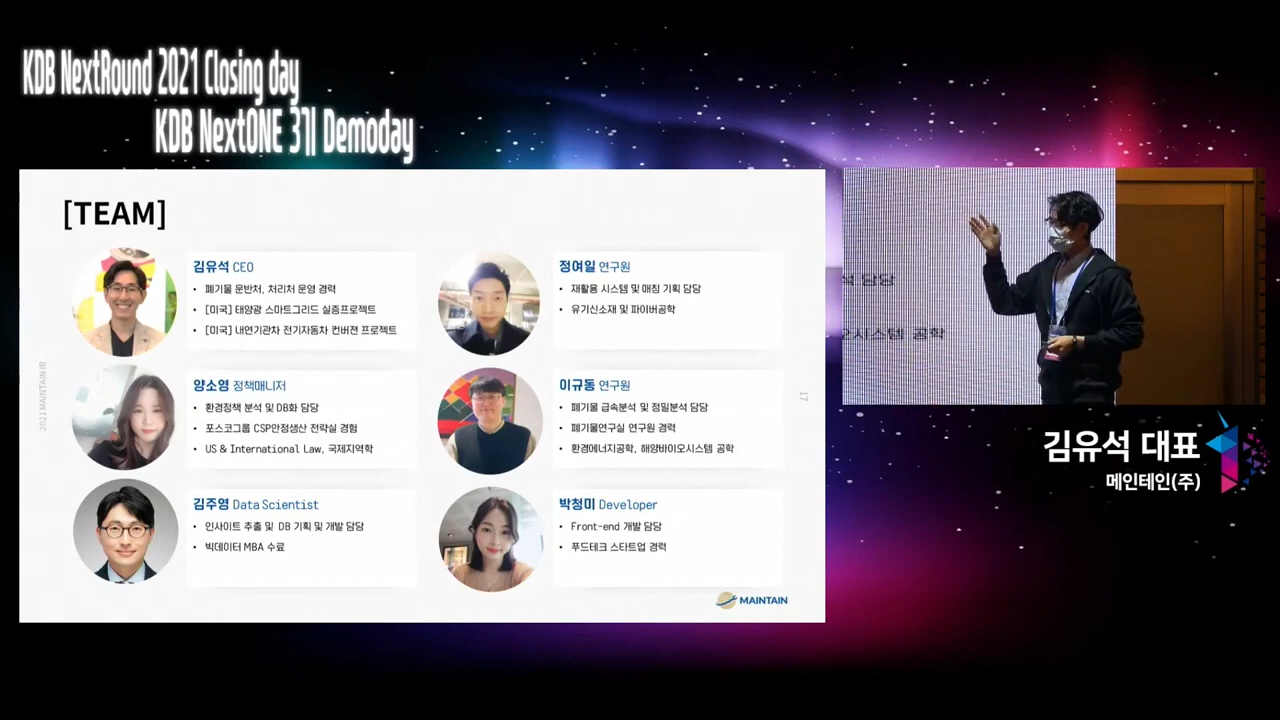 KDB NextRound 2021 Closing day
KDB NextONE 3기 Demoday
[TEAM]
김유석 CEO
• 폐기물 운반처, 처리처 운영 경력
• [미국] 태양광 스마트그리드 실증프로젝트
• [미국] 내연기관차 전기자동차 컨버젼 프로젝트
정여일 연구원
• 재활용 시스템 및 매칭 기획 담당
• 유기신소재 및 파이버공학
양소영 정책매니저
• 환경정책 분석 및 DB화 담당
• 포스코그룹 CSP안정생산 전략실 경험
• US & International Law, 국제지역학
이규동 연구원
• 폐기물 급속분석 및 정밀분석 담당
• 폐기물연구실 연구원 경력
• 환경에너지공학, 해양바이오시스템 공학
김주영 Data Scientist
• 인사이트 추출 및 DB 기획 및 개발 담당
• 빅데이터 MBA 수료
박청미 Developer
• Front-end 개발 담당
• 푸드테크 스타트업 경력
2021 MAINTAIN IR
17
MAINTAIN
석 담당
오시스템 공학
김유석 대표
메인테인(주)